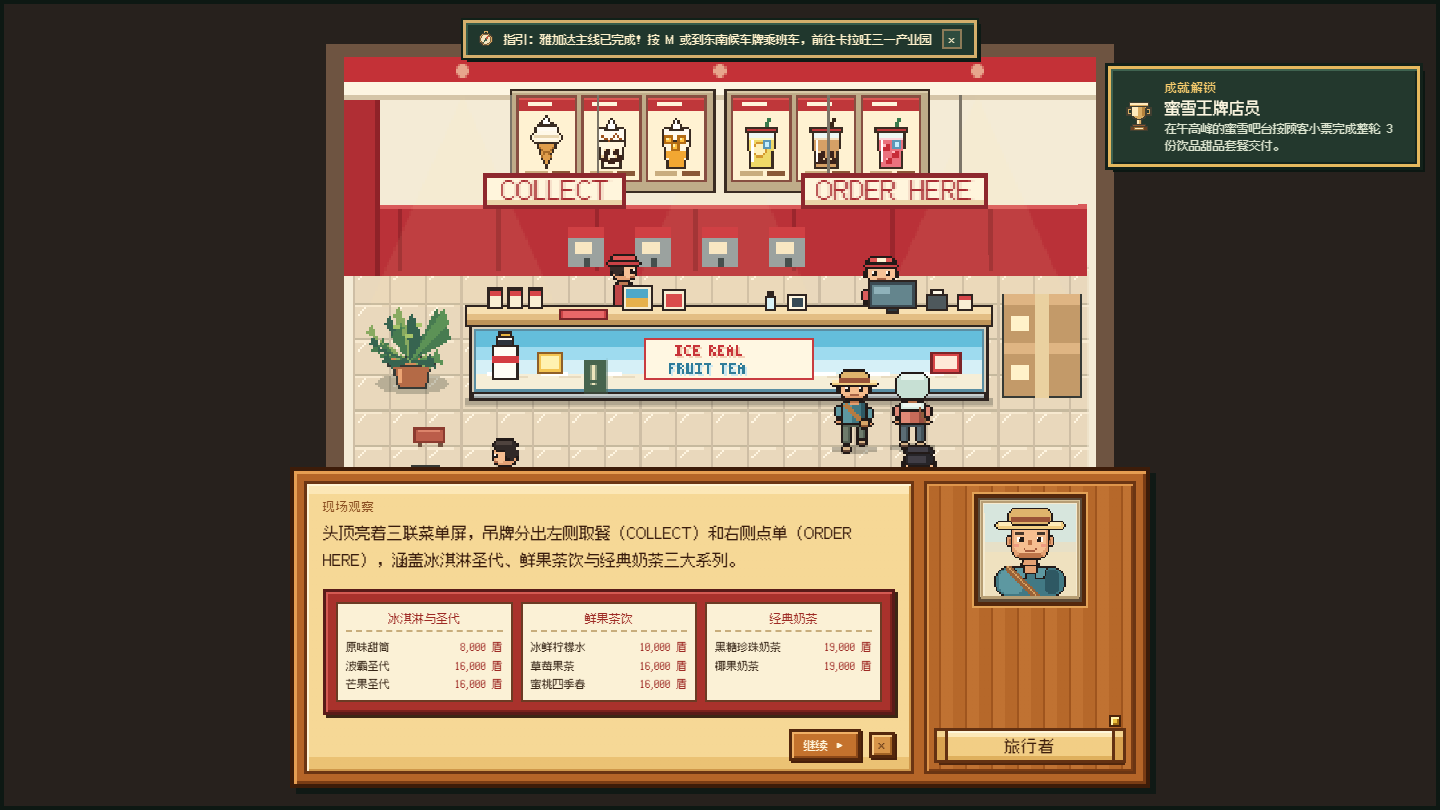 指引：雅加达主线已完成！按 M 或到东南候车牌乘班车，前往卡拉旺三一产业园 ×
成就解锁
蜜雪王牌店员
在午高峰的蜜雪吧台按顾客小票完成整轮 3
份饮品甜品套餐交付。
COLLECT
ORDER HERE
ICE REAL
FRUIT TEA
现场观察
头顶亮着三联菜单屏，吊牌分出左侧取餐（COLLECT）和右侧点单（ORDER
HERE），涵盖冰淇淋圣代、鲜果茶饮与经典奶茶三大系列。
冰淇淋与圣代
原味甜筒 8,000 盾
波霸圣代 16,000 盾
芒果圣代 16,000 盾
鲜果茶饮
冰鲜柠檬水 10,000 盾
草莓果茶 16,000 盾
蜜桃四季春 16,000 盾
经典奶茶
黑糖珍珠奶茶 19,000 盾
椰果奶茶 19,000 盾
继续 ▶ ×
旅行者